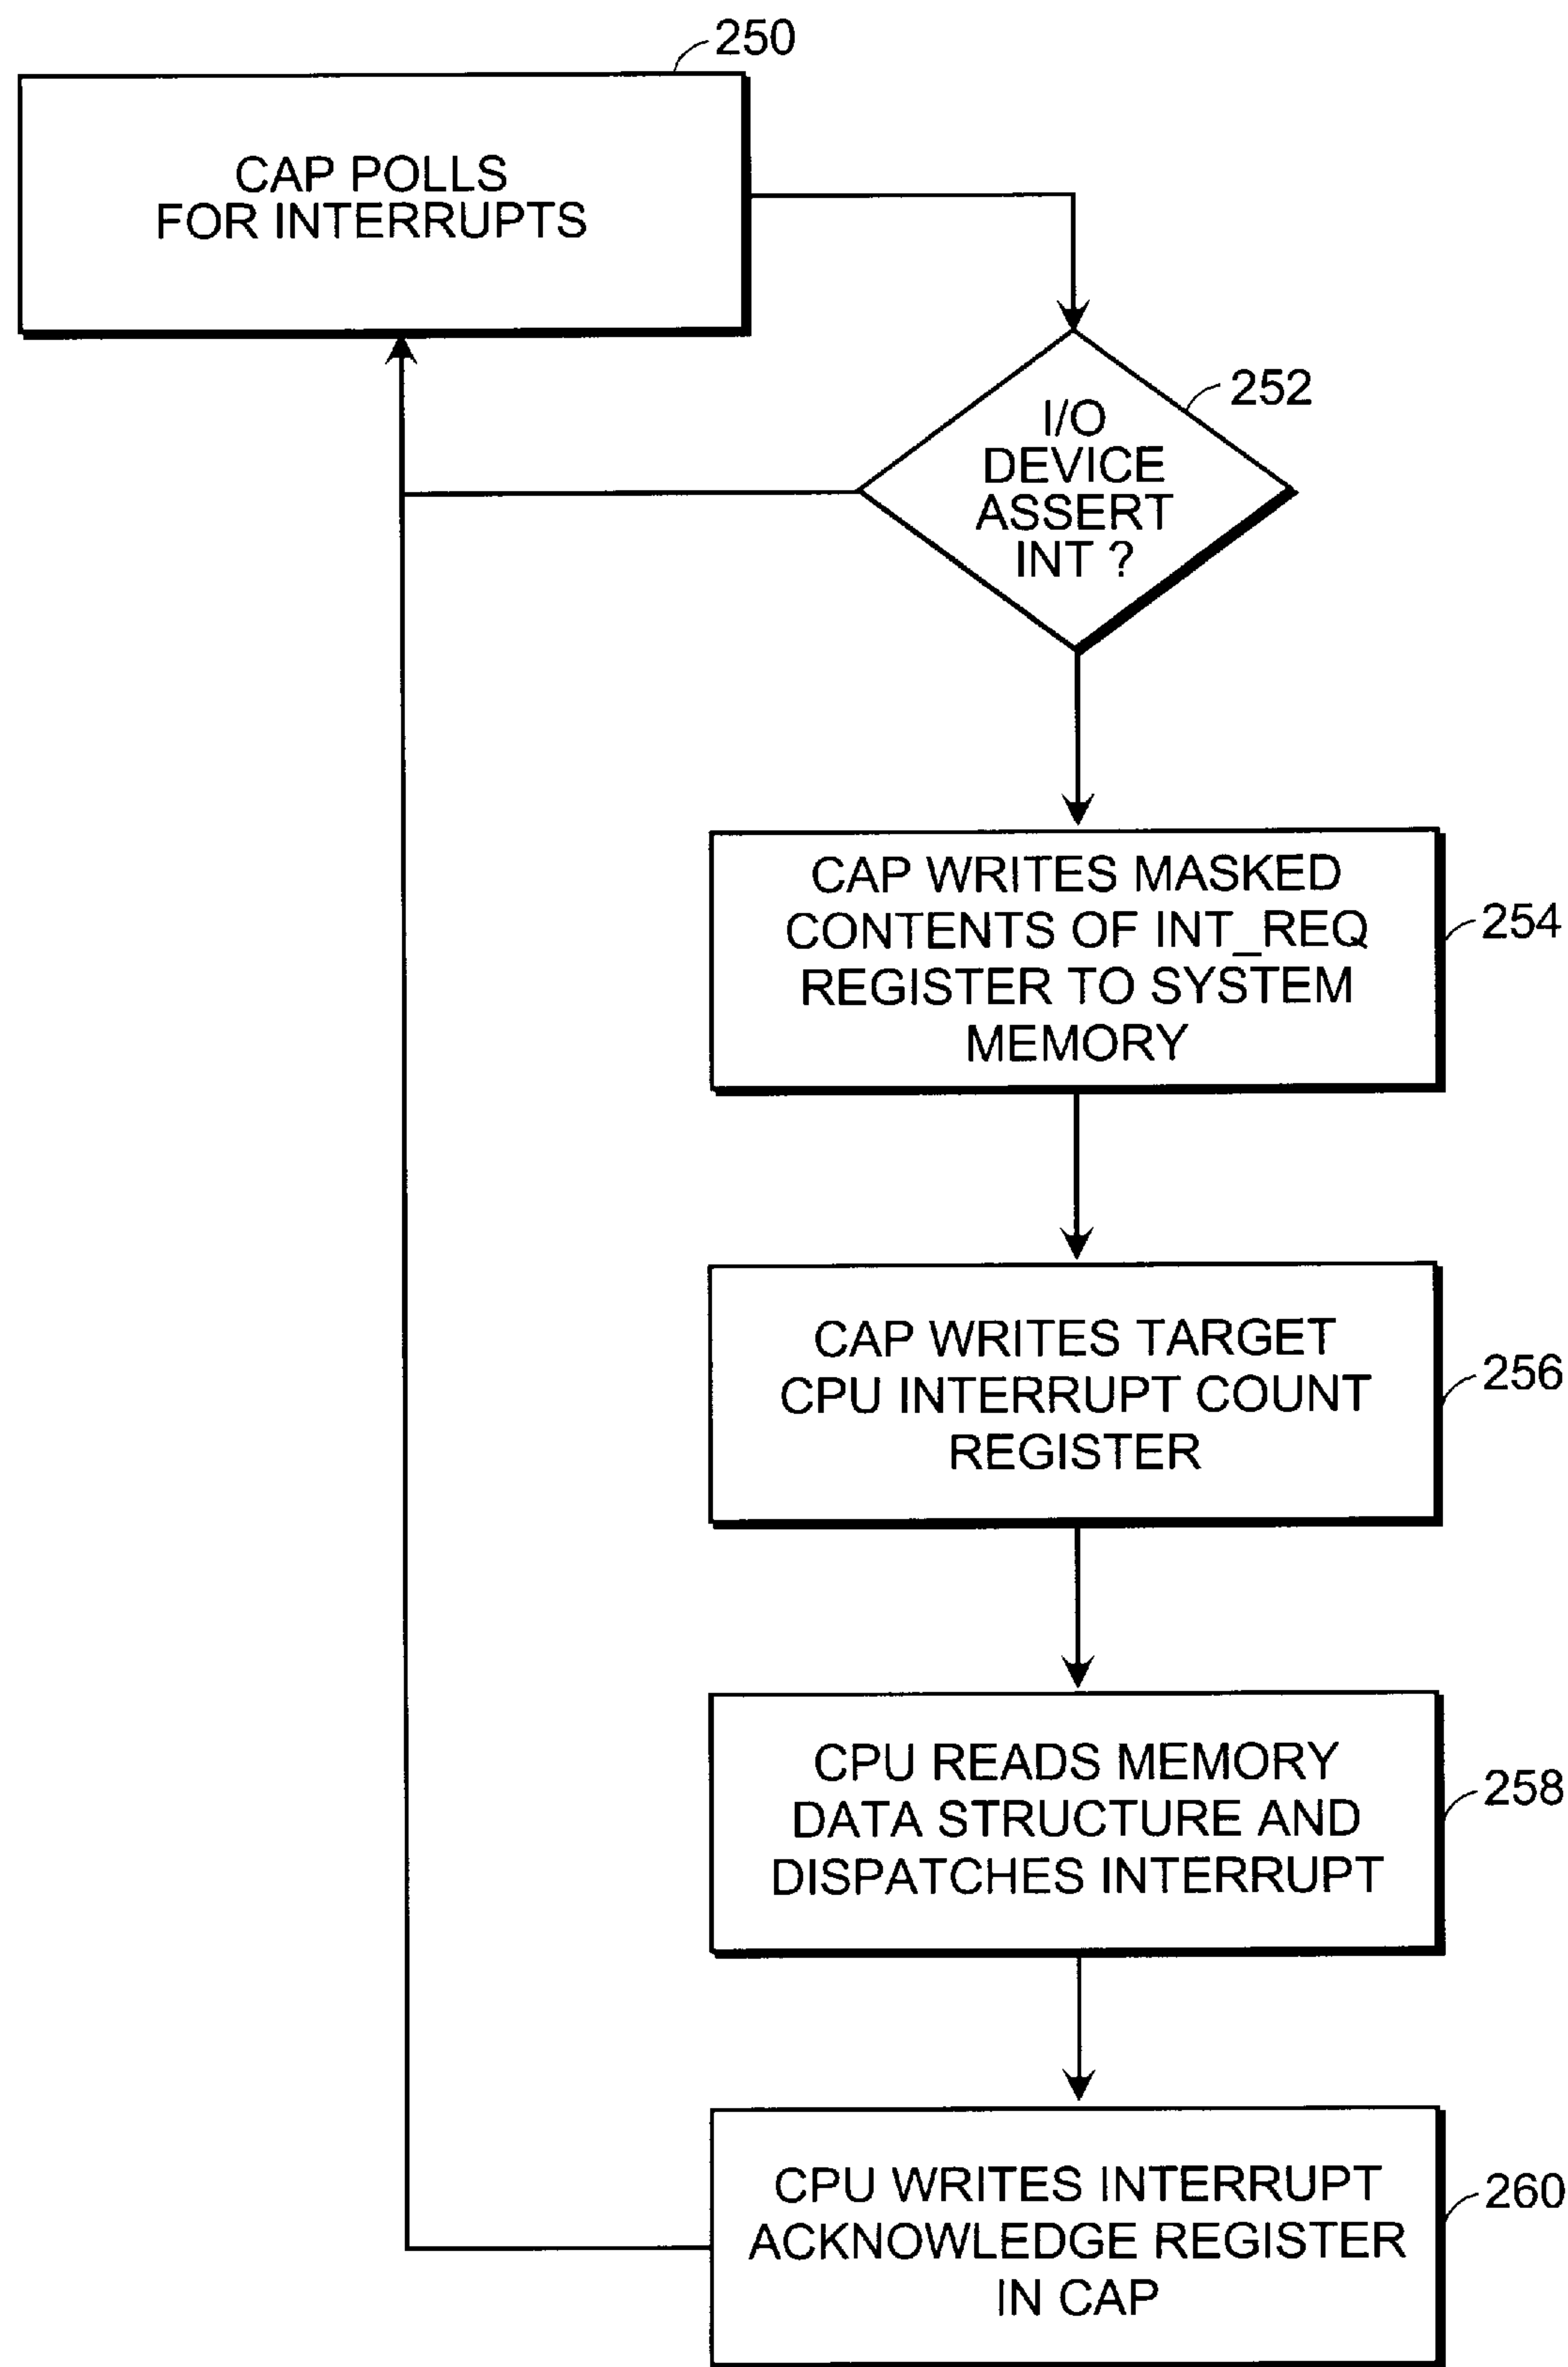 250
CAP POLLS
FOR INTERRUPTS
252
I/O
DEVICE
ASSERT
INT ?
CAP WRITES MASKED
CONTENTS OF INT_REQ
REGISTER TO SYSTEM
MEMORY
254
CAP WRITES TARGET
CPU INTERRUPT COUNT
REGISTER
256
CPU READS MEMORY
DATA STRUCTURE AND
DISPATCHES INTERRUPT
258
CPU WRITES INTERRUPT
ACKNOWLEDGE REGISTER
IN CAP
260